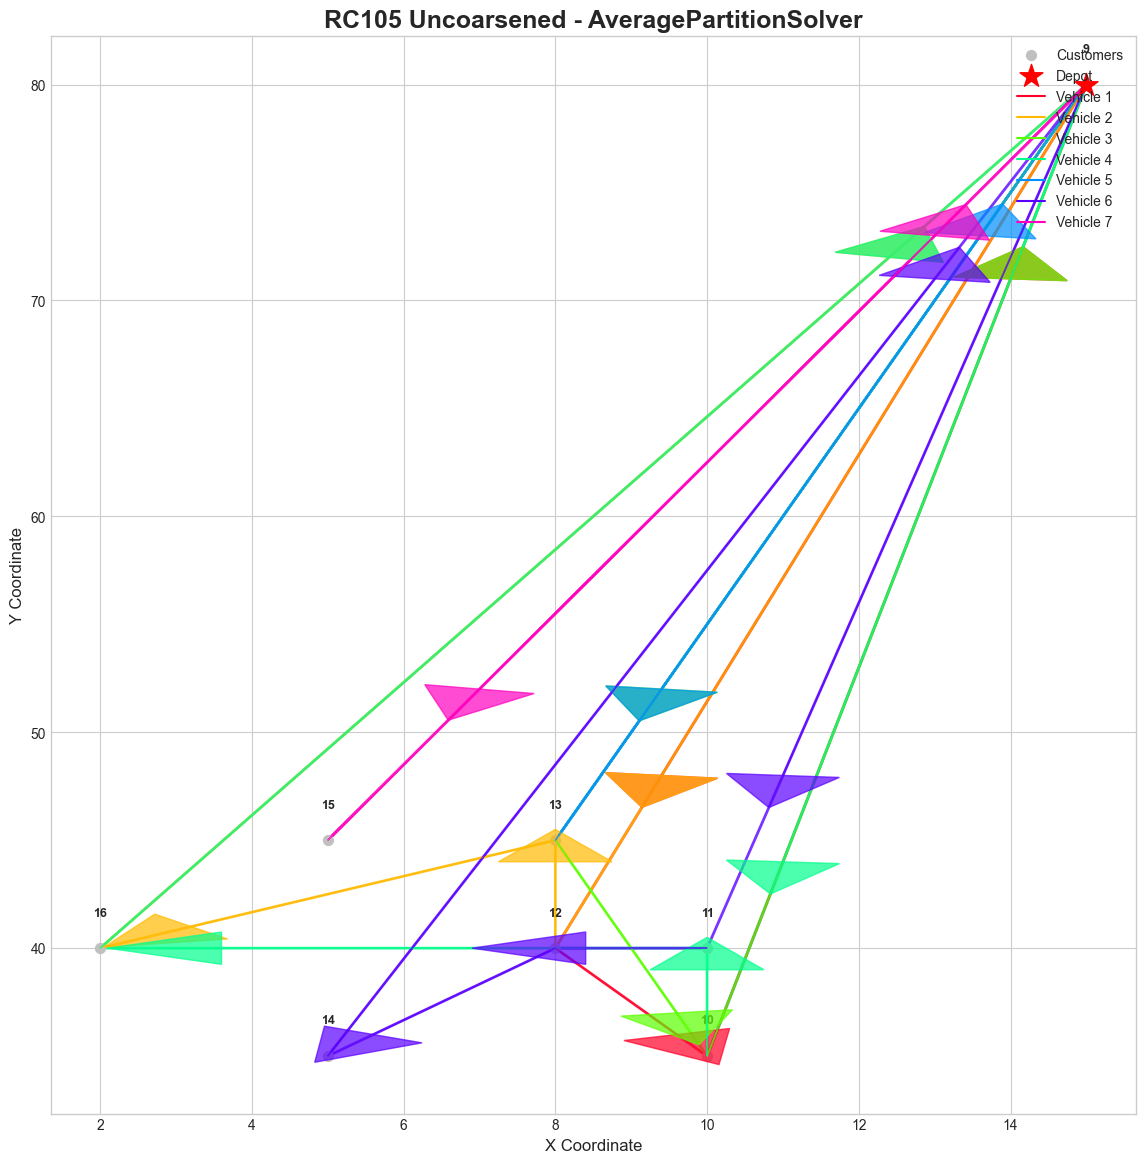 RC105 Uncoarsened - AveragePartitionSolver
9
Customers
Depot
Vehicle 1
Vehicle 2
Vehicle 3
Vehicle 4
Vehicle 5
Vehicle 6
Vehicle 7
80
70
60
50
40
Y Coordinate
15
13
16
12
11
14
10
2
4
6
8
10
12
14
X Coordinate